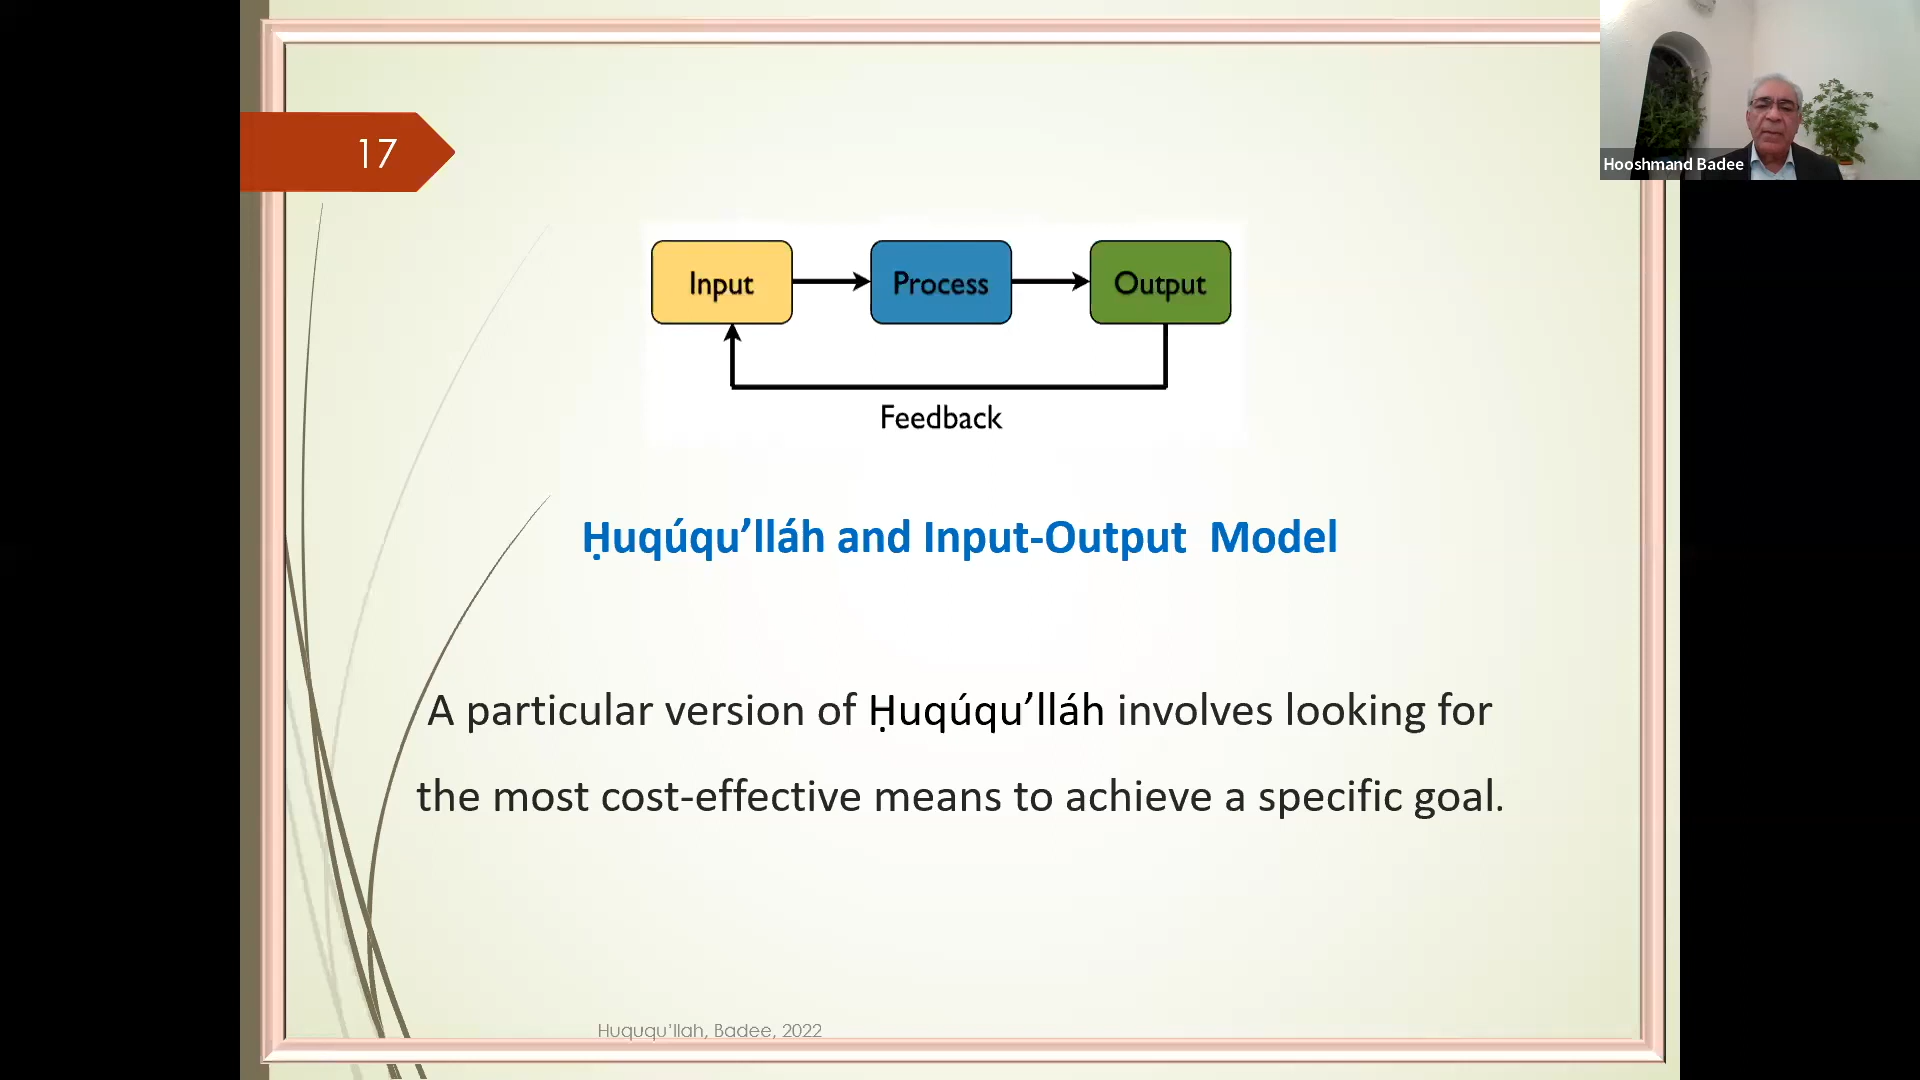 17
Hooshmand Badee
Input
Process
Output
Feedback
Ḥuqúqu’lláh and Input-Output  Model
A particular version of Ḥuqúqu’lláh involves looking for
the most cost-effective means to achieve a specific goal.
Huququ’llah, Badee, 2022